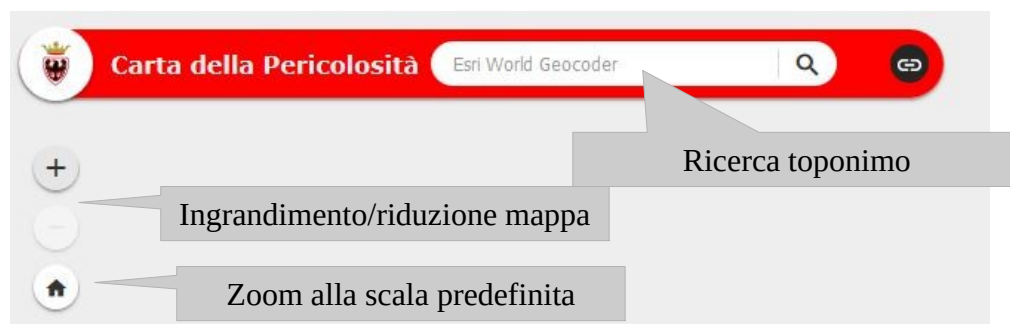 Carta della Pericolosità
Esri World Geocoder
Ricerca toponimo
Ingrandimento/riduzione mappa
Zoom alla scala predefinita